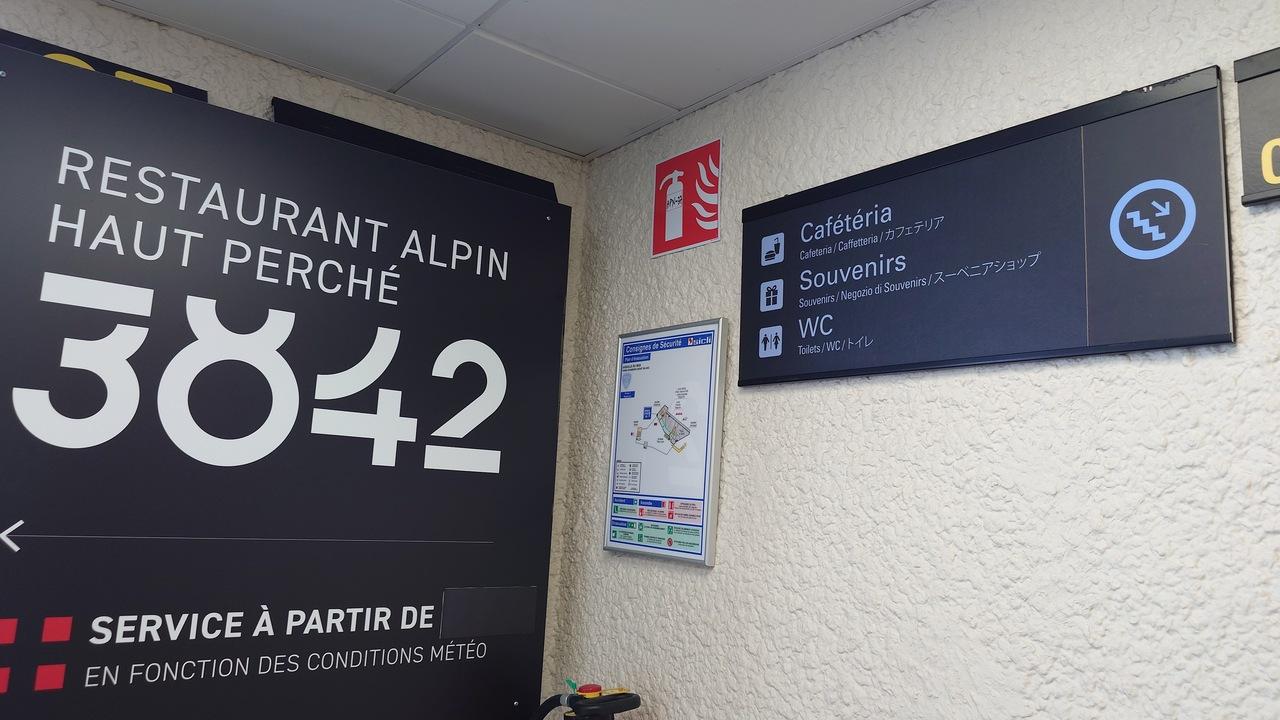 RESTAURANT ALPIN
HAUT PERCHÉ
3842
SERVICE À PARTIR DE
EN FONCTION DES CONDITIONS MÉTÉO
Consignes de Sécurité
sicli
Cafétéria
Cafeteria / Caffetteria / カフェテリア
Souvenirs
Souvenirs / Negozio di Souvenirs / スーベニアショップ
WC
Toilets / WC / トイレ